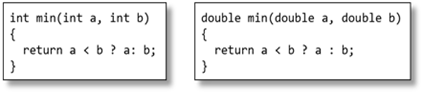 int min(int a, int b)
{
  return a < b ? a: b;
}
double min(double a, double b)
{
  return a < b ? a : b;
}